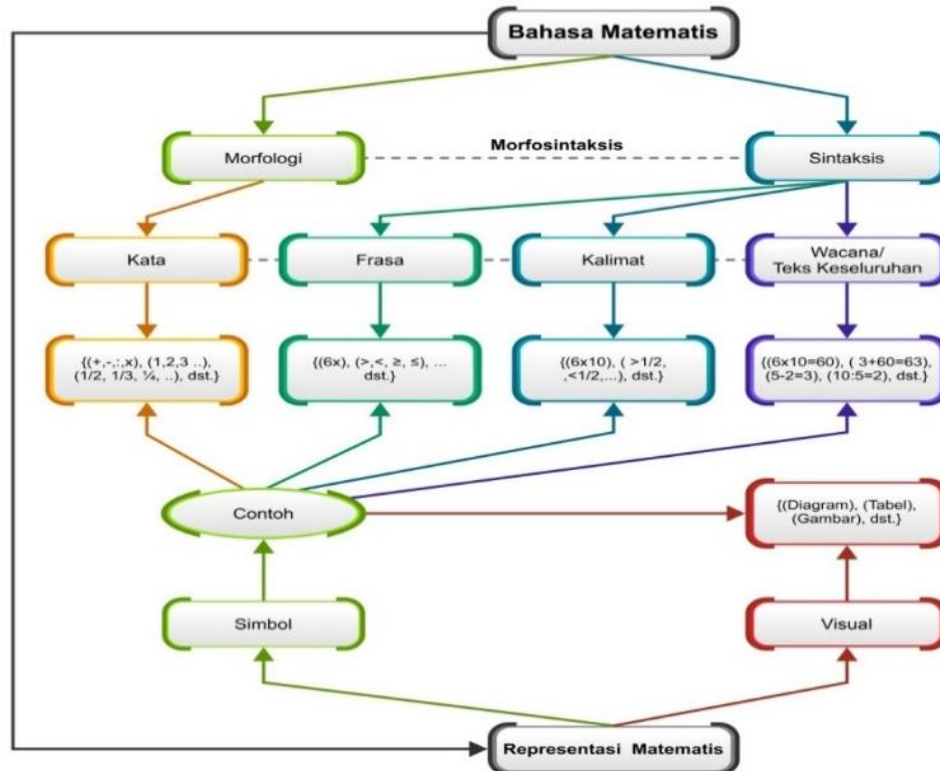 Bahasa Matematis
Morfologi
Morfosintaksis
Sintaksis
Kata
Frasa
Kalimat
Wacana/
Teks Keseluruhan
{(+,-,:,x), (1,2,3 ..),
(1/2, 1/3, ¼, ..), dst.}
{(6x), (>,<, ≥, ≤), ...
dst.}
{(6x10), ( >1/2,
,<1/2,...), dst.}
{(6x10=60), ( 3+60=63),
(5-2=3), (10:5=2), dst.}
Contoh
{(Diagram), (Tabel),
(Gambar), dst.}
Simbol
Visual
Representasi Matematis